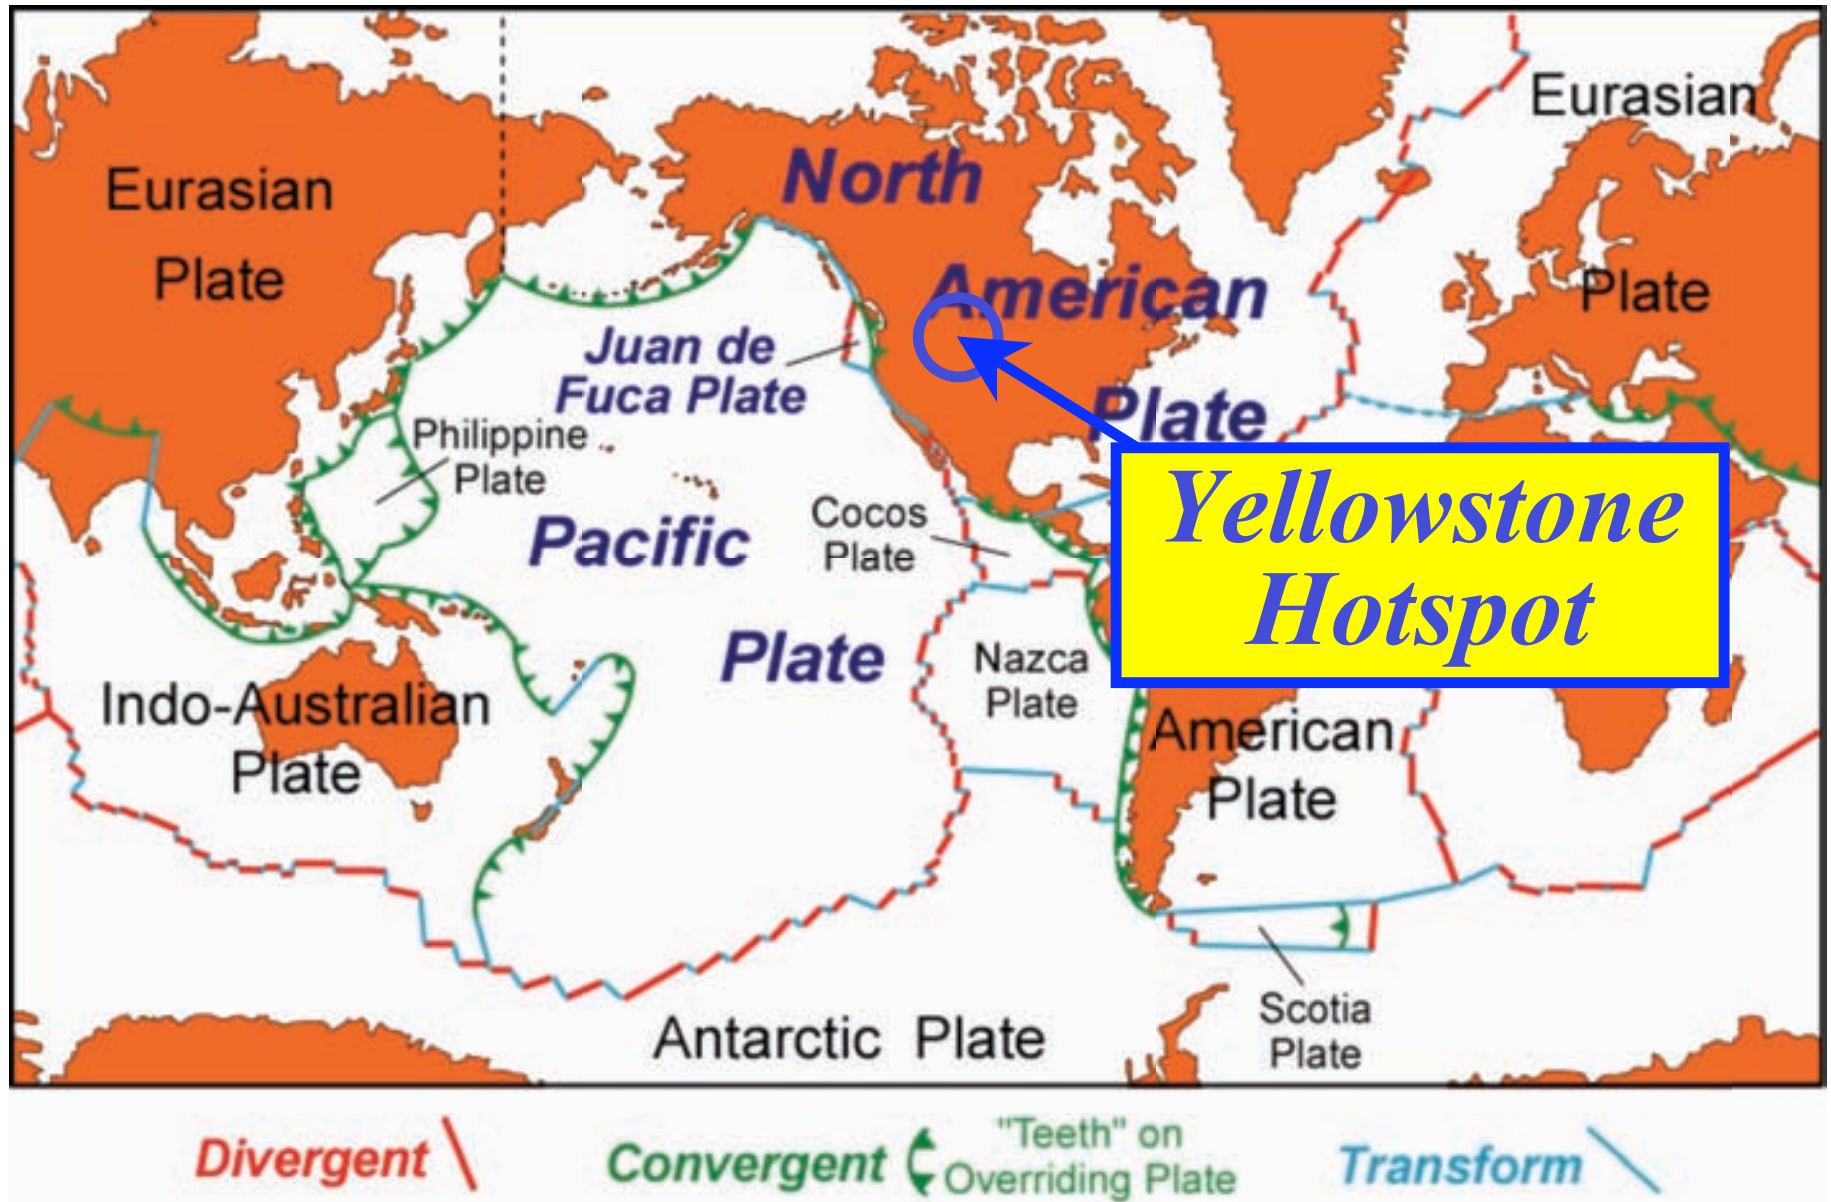 Eurasian
Plate
North
American
Plate
Eurasian
Plate
Juan de
Fuca Plate
Philippine
Plate
Pacific
Plate
Cocos
Plate
Yellowstone
Hotspot
Nazca
Plate
Indo-Australian
Plate
American
Plate
Scotia
Plate
Antarctic Plate
Divergent
Convergent
"Teeth" on
Overriding Plate
Transform